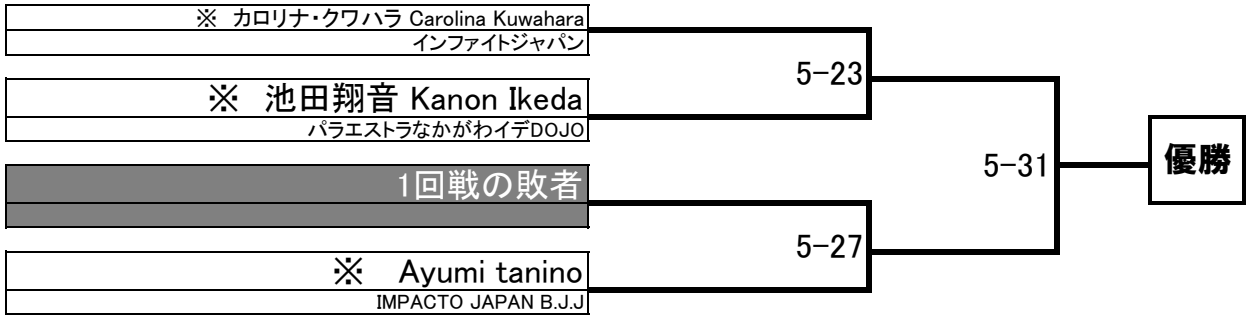 ※ カロリナ・クワハラ Carolina Kuwahara
インファイトジャパン
5-23
※ 池田翔音 Kanon Ikeda
パラエストラなかがわイデDOJO
5-31
優勝
1回戦の敗者
5-27
※ Ayumi tanino
IMPACTO JAPAN B.J.J